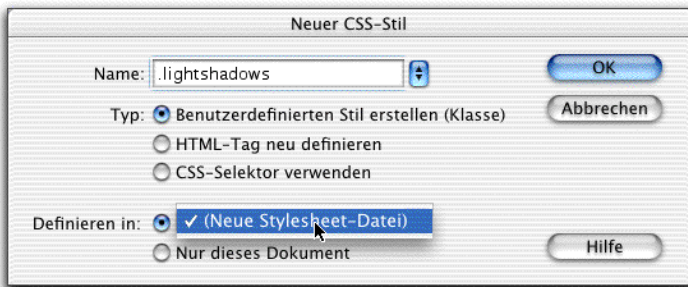 Neuer CSS-Stil
Name: .lightshadows
OK
Typ: Benutzerdefinierten Stil erstellen (Klasse)
Abbrechen
HTML-Tag neu definieren
CSS-Selektor verwenden
Definieren in: ✓ (Neue Stylesheet-Datei)
Nur dieses Dokument
Hilfe